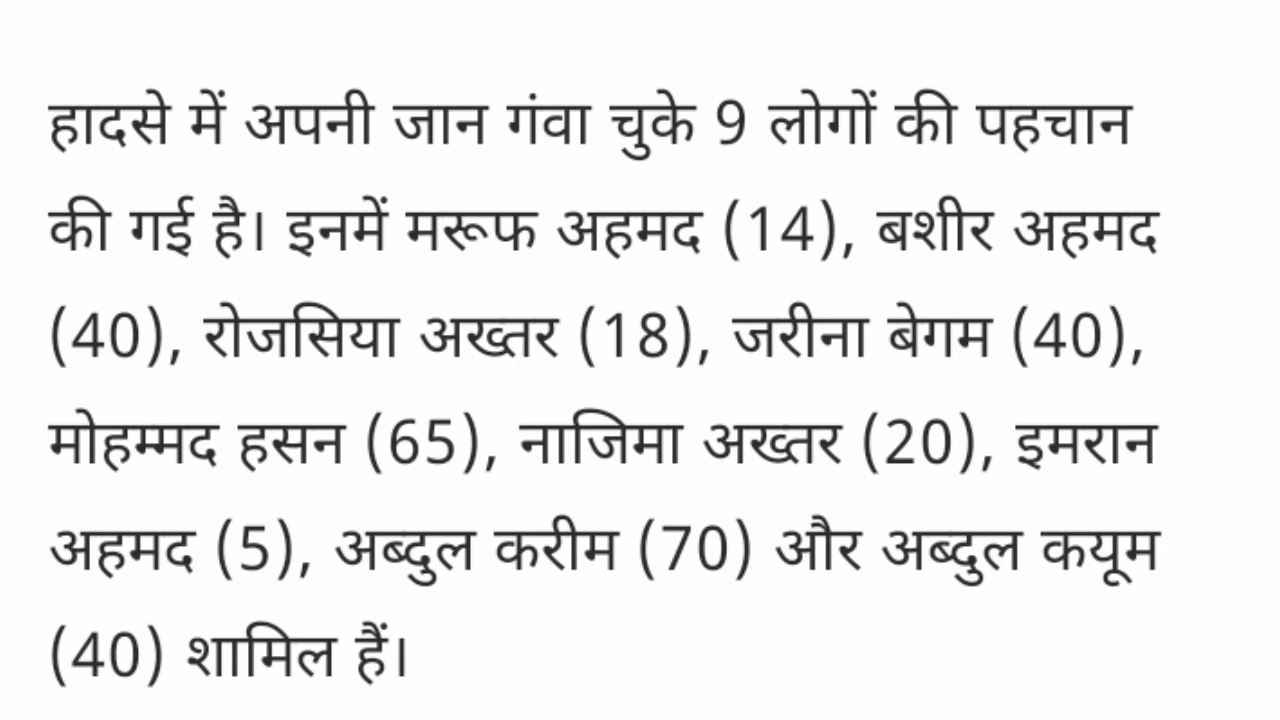 हादसे में अपनी जान गंवा चुके 9 लोगों की पहचान
की गई है। इनमें मरूफ अहमद (14), बशीर अहमद
(40), रोजसिया अख्तर (18), जरीना बेगम (40),
मोहम्मद हसन (65), नाजिमा अख्तर (20), इमरान
अहमद (5), अब्दुल करीम (70) और अब्दुल कयूम
(40) शामिल हैं।